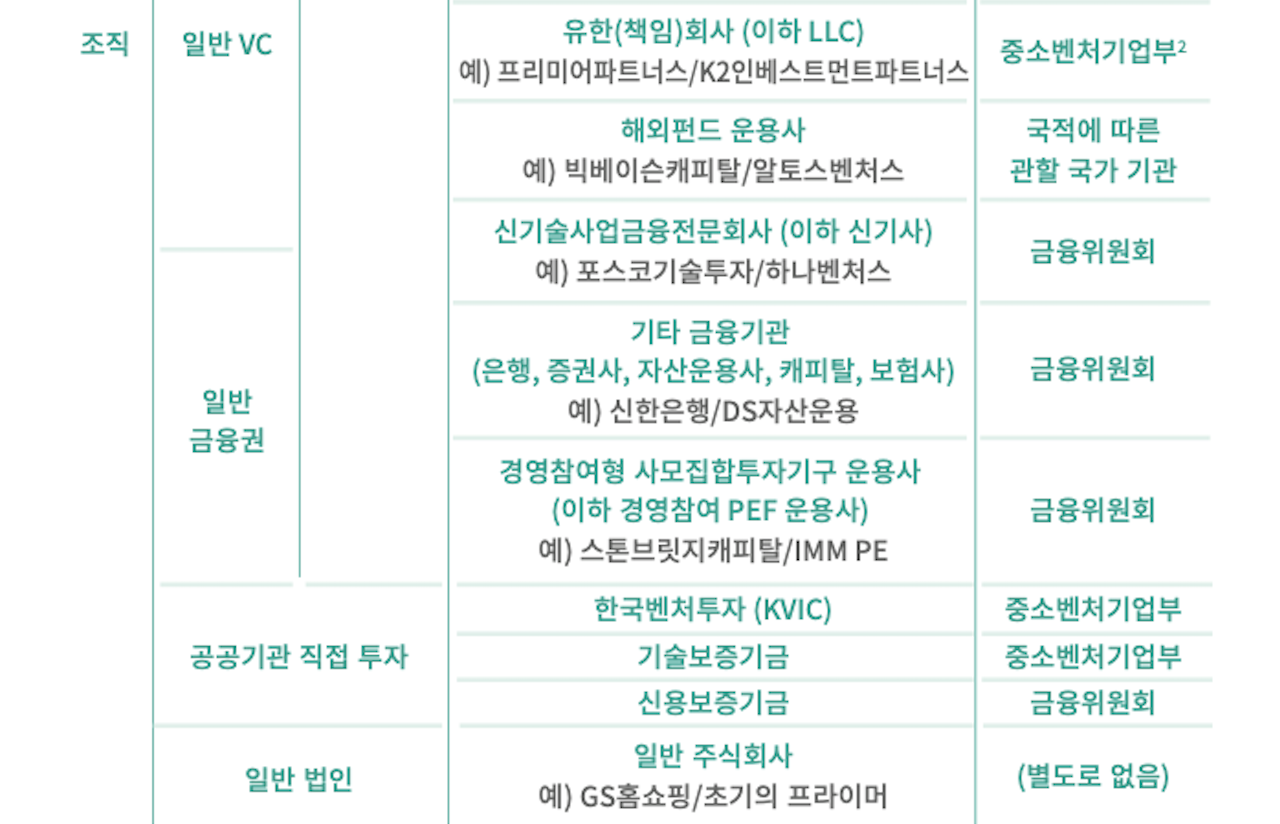 조직
일반 VC
유한(책임)회사 (이하 LLC)
예) 프리미어파트너스/K2인베스트먼트파트너스
중소벤처기업부²
해외펀드 운용사
예) 빅베이슨캐피탈/알토스벤처스
국적에 따른
관할 국가 기관
신기술사업금융전문회사 (이하 신기사)
예) 포스코기술투자/하나벤처스
금융위원회
일반
금융권
기타 금융기관
(은행, 증권사, 자산운용사, 캐피탈, 보험사)
예) 신한은행/DS자산운용
금융위원회
경영참여형 사모집합투자기구 운용사
(이하 경영참여 PEF 운용사)
예) 스톤브릿지캐피탈/IMM PE
금융위원회
공공기관 직접 투자
한국벤처투자 (KVIC)
중소벤처기업부
기술보증기금
중소벤처기업부
신용보증기금
금융위원회
일반 법인
일반 주식회사
예) GS홈쇼핑/초기의 프라이머
(별도로 없음)